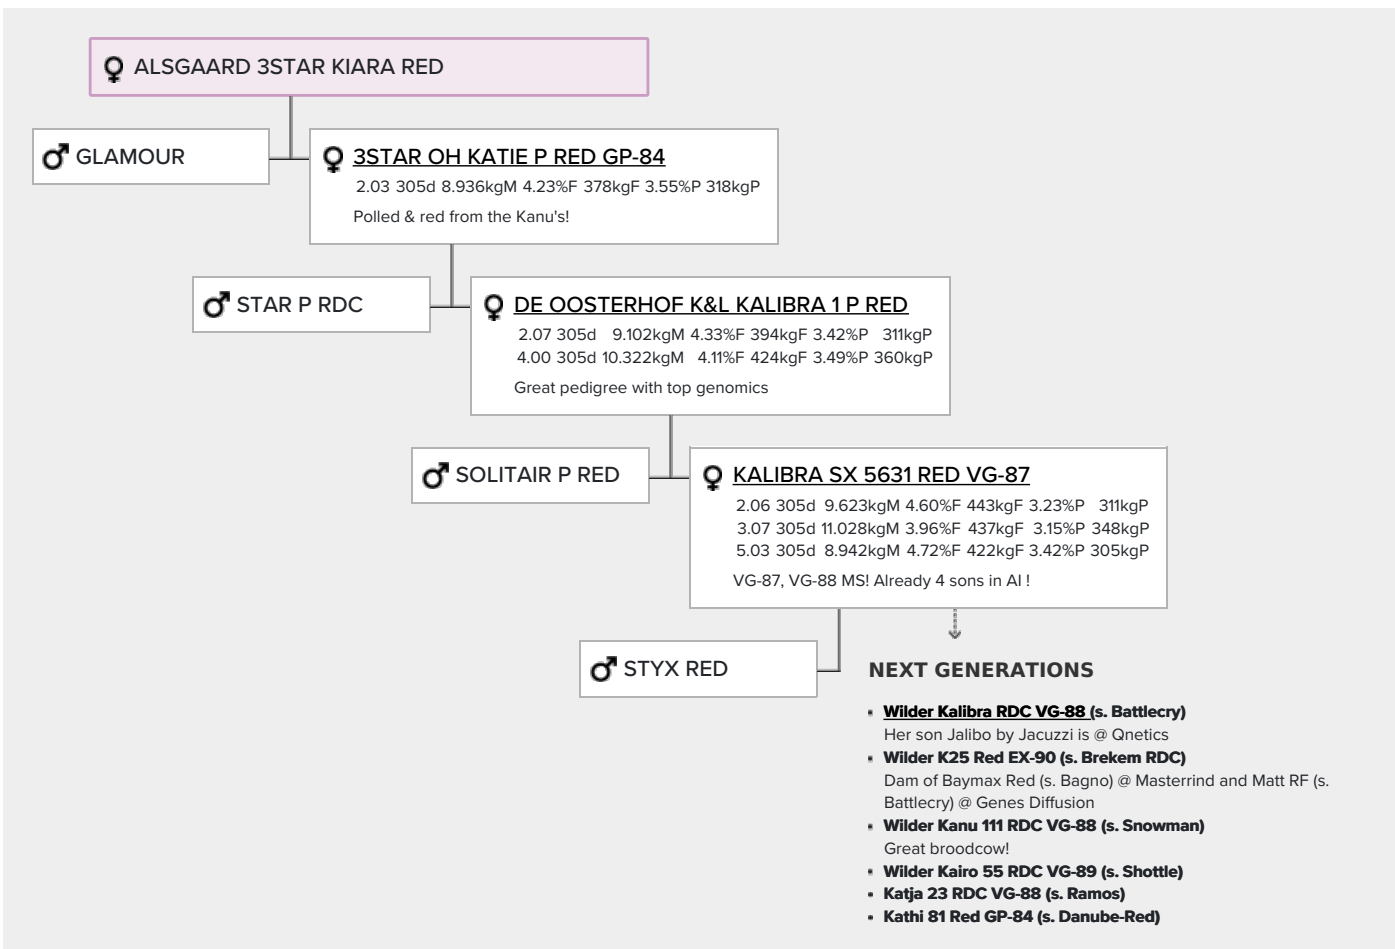 ALSGAARD 3STAR KIARA RED
GLAMOUR
3STAR OH KATIE P RED GP-84
2.03 305d 8.936kgM 4.23%F 378kgF 3.55%P 318kgP
Polled & red from the Kanu's!
STAR P RDC
DE OOSTERHOF K&L KALIBRA 1 P RED
2.07 305d 9.102kgM 4.33%F 394kgF 3.42%P 311kgP
4.00 305d 10.322kgM 4.11%F 424kgF 3.49%P 360kgP
Great pedigree with top genomics
SOLITAIR P RED
KALIBRA SX 5631 RED VG-87
2.06 305d 9.623kgM 4.60%F 443kgF 3.23%P 311kgP
3.07 305d 11.028kgM 3.96%F 437kgF 3.15%P 348kgP
5.03 305d 8.942kgM 4.72%F 422kgF 3.42%P 305kgP
VG-87, VG-88 MS! Already 4 sons in AI !
STYX RED
NEXT GENERATIONS
Wilder Kalibra RDC VG-88 (s. Battlecry)
Her son Jalibo by Jacuzzi is @ Qnetics
Wilder K25 Red EX-90 (s. Brekem RDC)
Dam of Baymax Red (s. Bagno) @ Masterrind and Matt RF (s.
Battlecry) @ Genes Diffusion
Wilder Kanu 111 RDC VG-88 (s. Snowman)
Great broodcow!
Wilder Kairo 55 RDC VG-89 (s. Shottle)
Katja 23 RDC VG-88 (s. Ramos)
Kathi 81 Red GP-84 (s. Danube-Red)